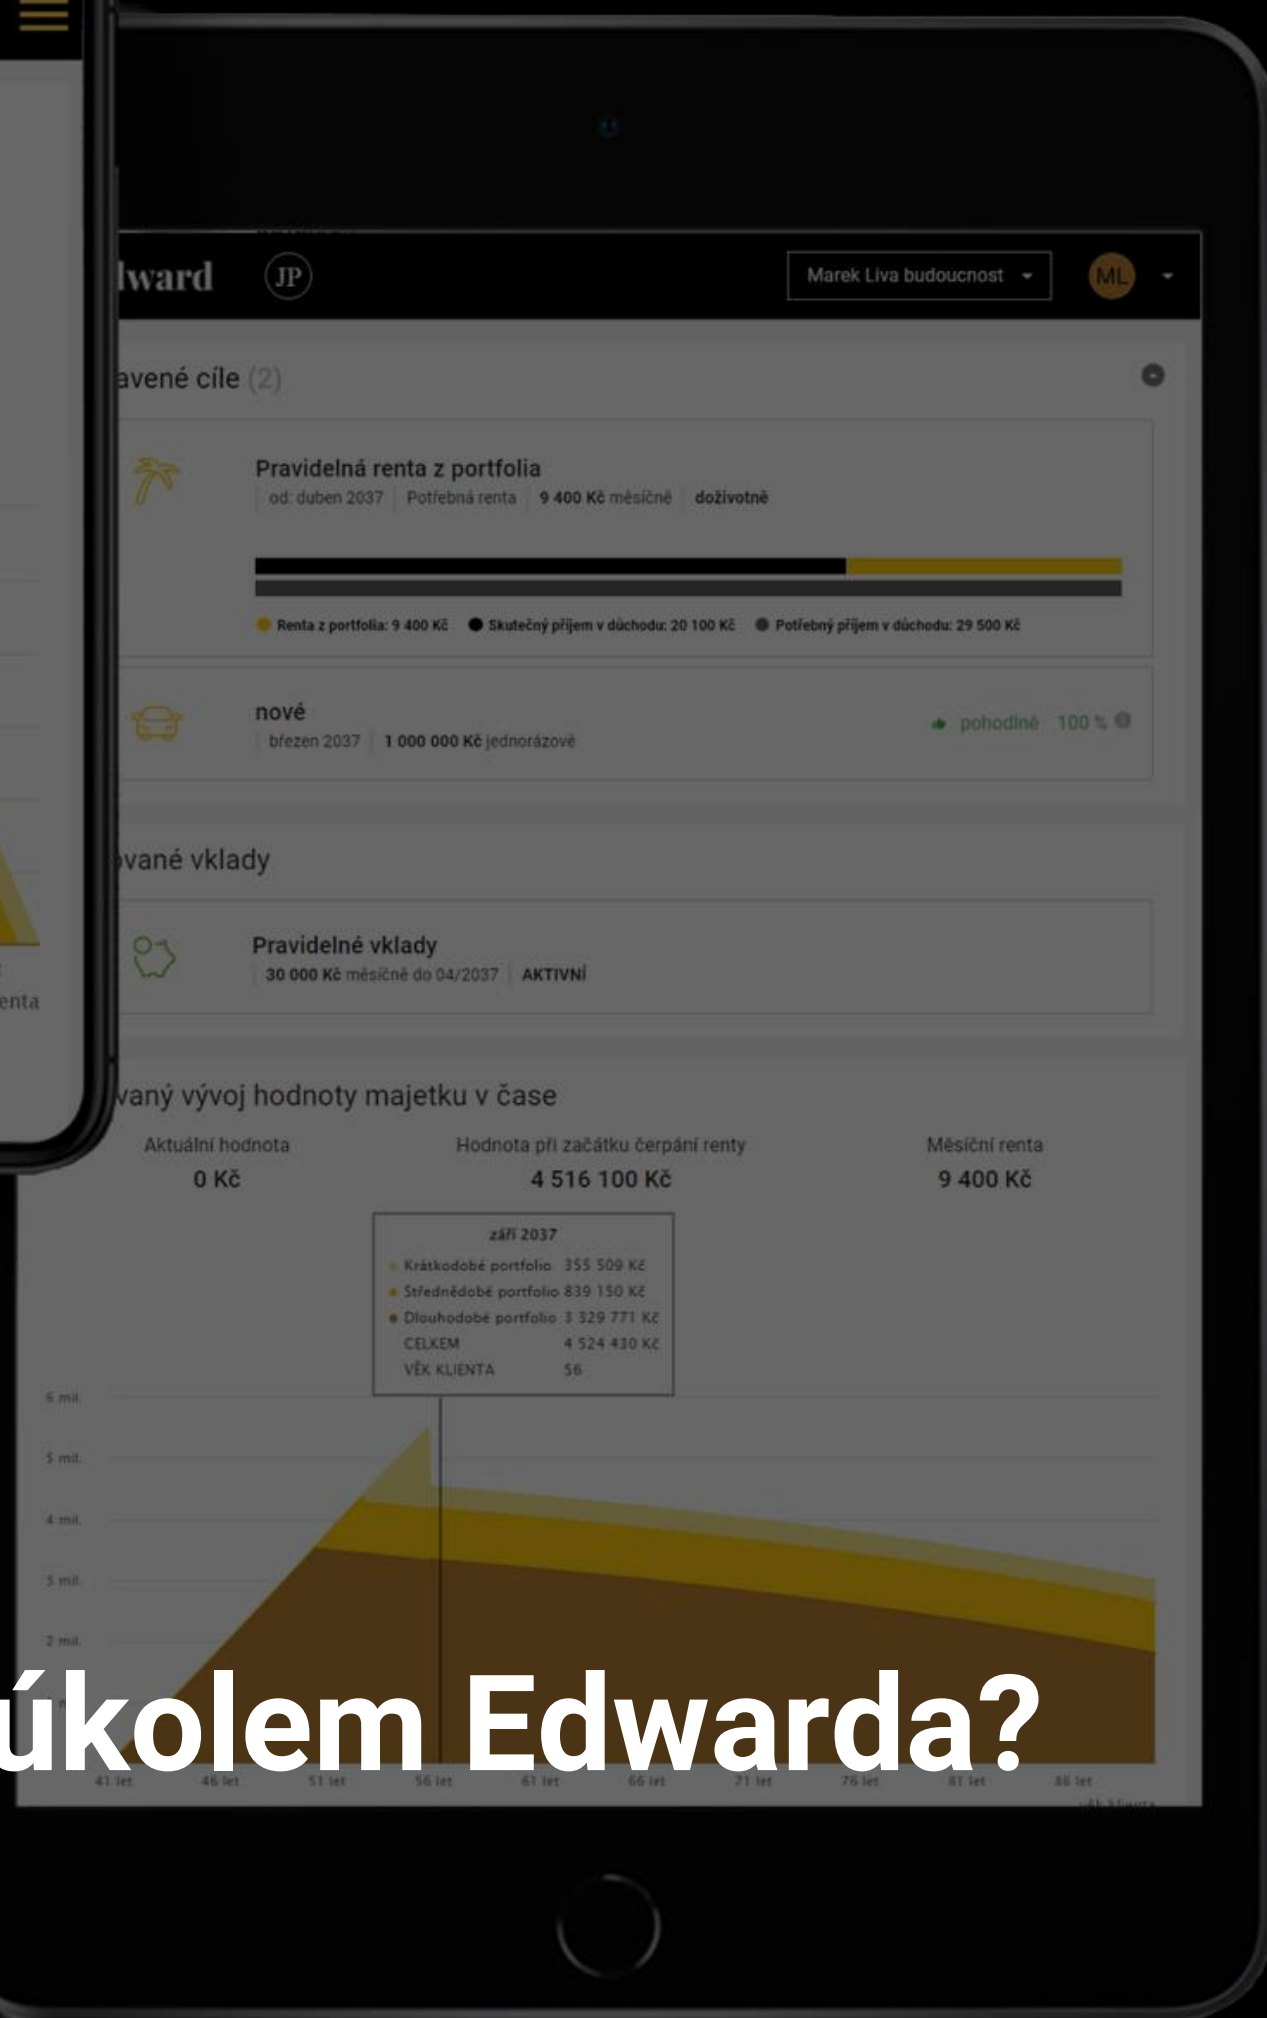 dward
JP
Marek Liva budoucnost
ML
avené cíle (2)
Pravidelná renta z portfolia
od: duben 2037 Potřebná renta 9 400 Kč měsíčně doživotně
Renta z portfolia: 9 400 Kč Skutečný příjem v důchodu: 20 100 Kč Potřebný příjem v důchodu: 29 500 Kč
nové
březen 2037 1 000 000 Kč jednorázově
pohodlně 100 %
ované vklady
Pravidelné vklady
30 000 Kč měsíčně do 04/2037 AKTIVNÍ
enta
vaný vývoj hodnoty majetku v čase
Aktuální hodnota Hodnota při začátku čerpání renty Měsíční renta
0 Kč 4 516 100 Kč 9 400 Kč
září 2037
Krátkodobé portfolio 355 509 Kč
Střednědobé portfolio 839 150 Kč
Dlouhodobé portfolio 3 329 771 Kč
CELKEM 4 524 430 Kč
VĚK KLIENTA 56
6 mil.
5 mil.
4 mil.
3 mil.
2 mil.
úkolem Edwarda?
41 let 46 let 51 let 56 let 61 let 66 let 71 let 76 let 81 let 86 let
věk klienta